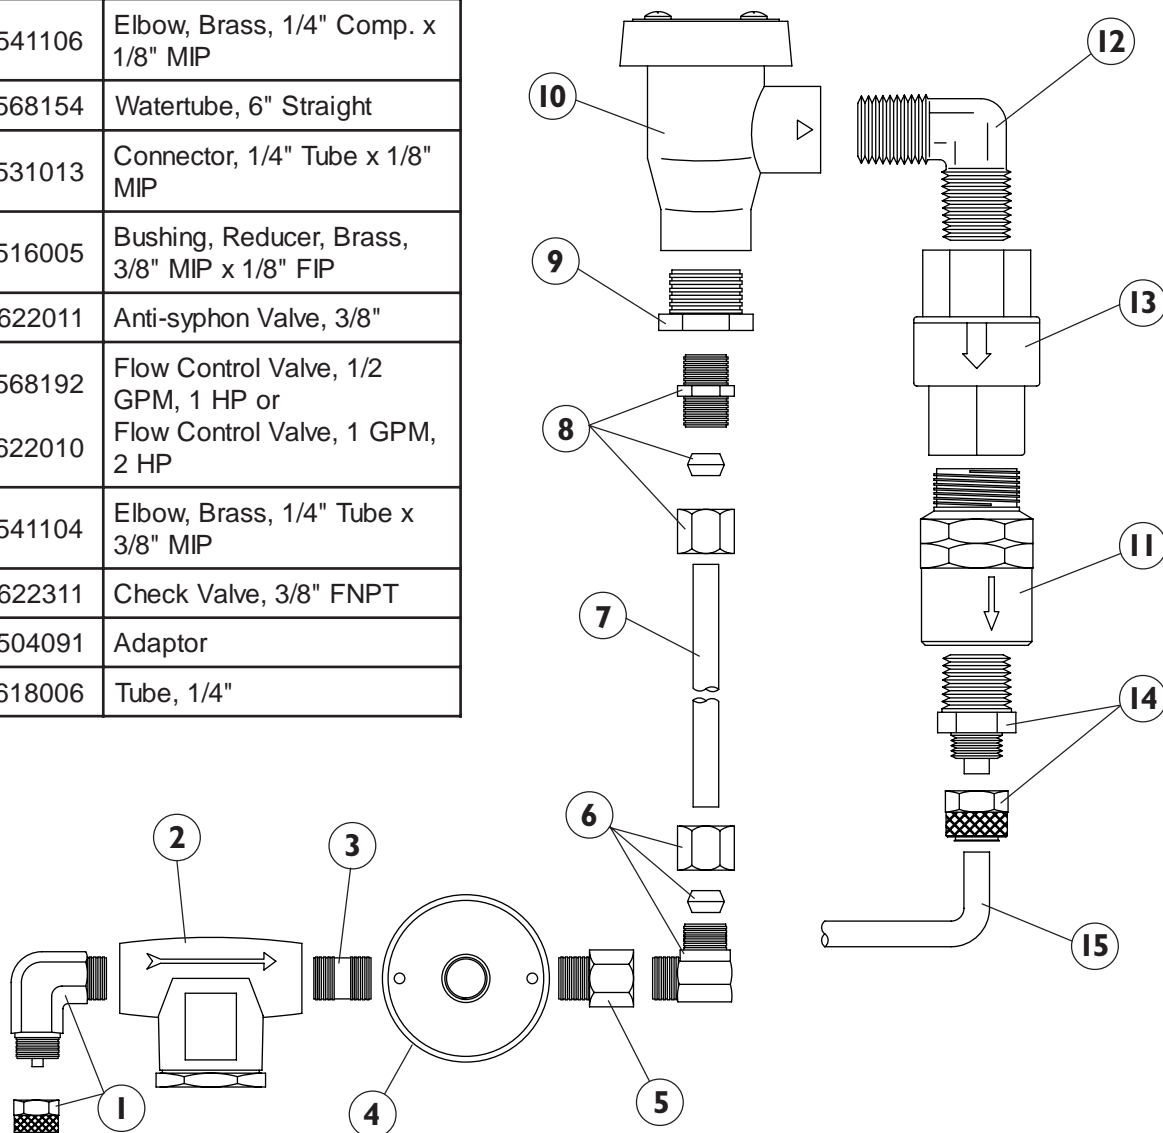 541106
Elbow, Brass, 1/4" Comp. x
1/8" MIP
568154
Watertube, 6" Straight
531013
Connector, 1/4" Tube x 1/8"
MIP
516005
Bushing, Reducer, Brass,
3/8" MIP x 1/8" FIP
622011
Anti-syphon Valve, 3/8"
568192
Flow Control Valve, 1/2
GPM, 1 HP or
622010
Flow Control Valve, 1 GPM,
2 HP
541104
Elbow, Brass, 1/4" Tube x
3/8" MIP
622311
Check Valve, 3/8" FNPT
504091
Adaptor
618006
Tube, 1/4"
10
12
9
13
8
11
7
14
6
2
3
15
1
4
5